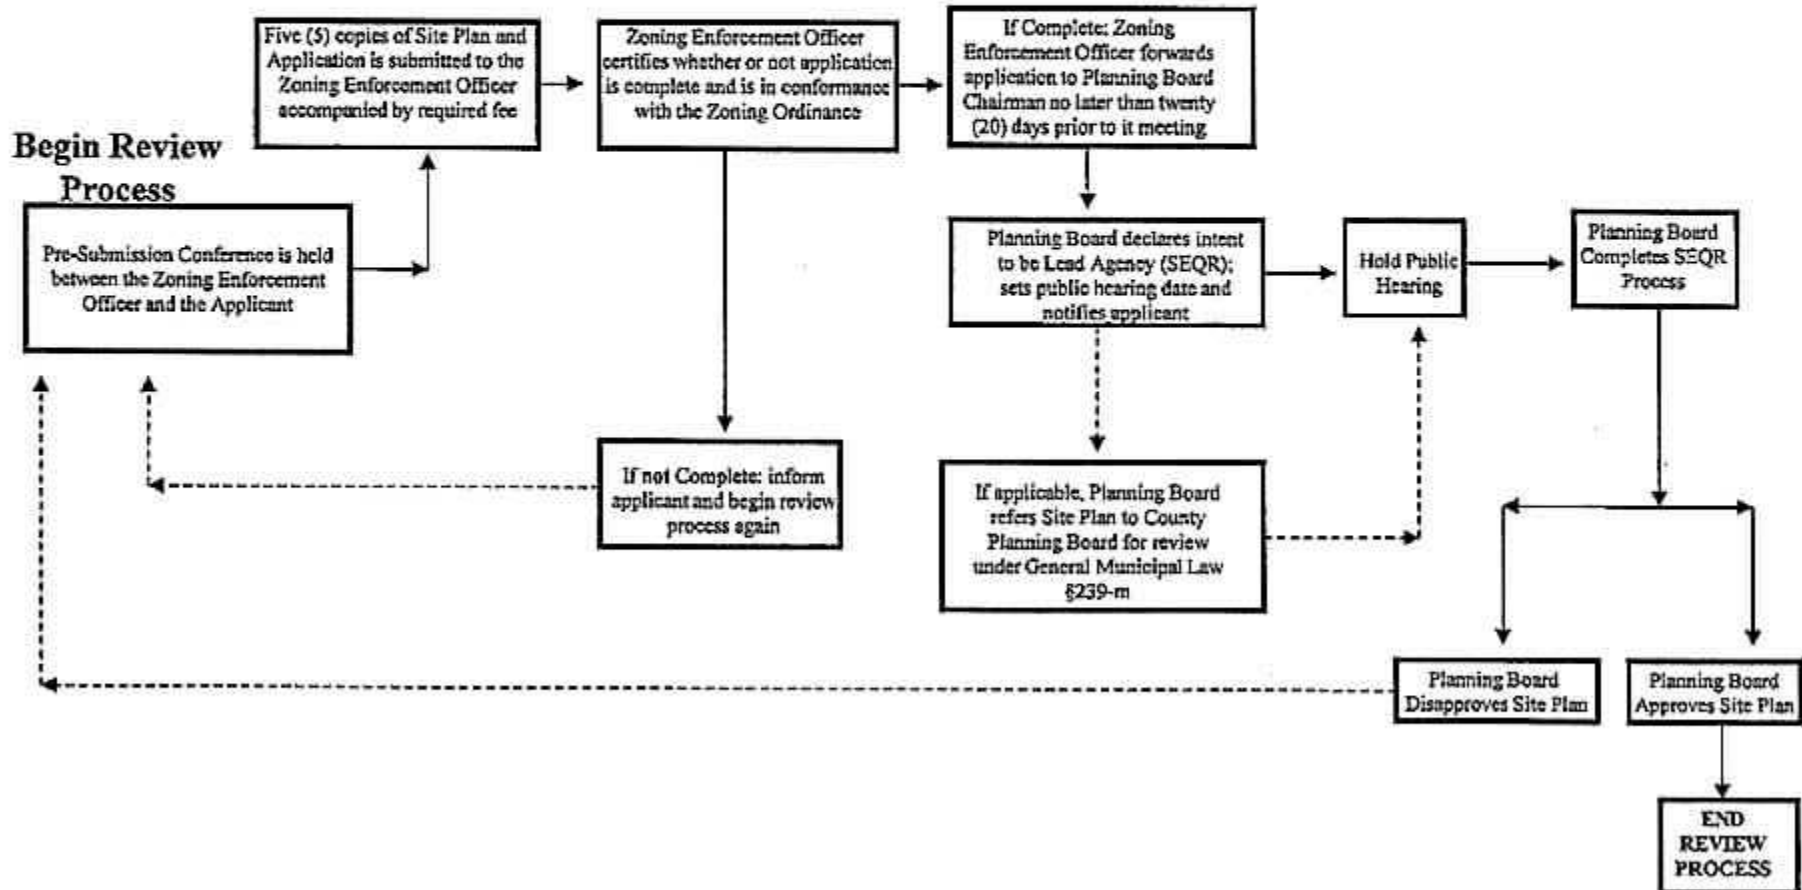 Begin Review
Process
Pre-Submission Conference is held
between the Zoning Enforcement
Officer and the Applicant
Five (5) copies of Site Plan and
Application is submitted to the
Zoning Enforcement Officer
accompanied by required fee
Zoning Enforcement Officer
certifies whether or not application
is complete and is in conformance
with the Zoning Ordinance
If Complete: Zoning
Enforcement Officer forwards
application to Planning Board
Chairman no later than twenty
(20) days prior to it meeting
If not Complete: inform
applicant and begin review
process again
Planning Board declares intent
to be Lead Agency (SEQR);
sets public hearing date and
notifies applicant
If applicable, Planning Board
refers Site Plan to County
Planning Board for review
under General Municipal Law
§239-m
Hold Public
Hearing
Planning Board
Completes SEQR
Process
Planning Board
Disapproves Site Plan
Planning Board
Approves Site Plan
END
REVIEW
PROCESS